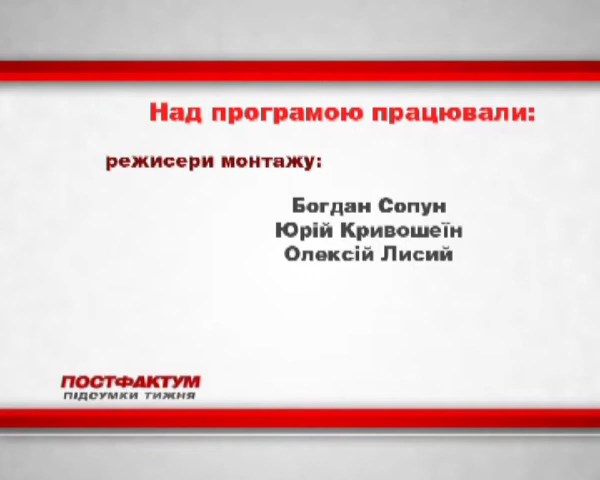 Над програмою працювали:
режисери монтажу:
Богдан Сопун
Юрій Кривошеїн
Олексій Лисий
ПОСТФАКТУМ
ПІДСУМКИ ТИЖНЯ